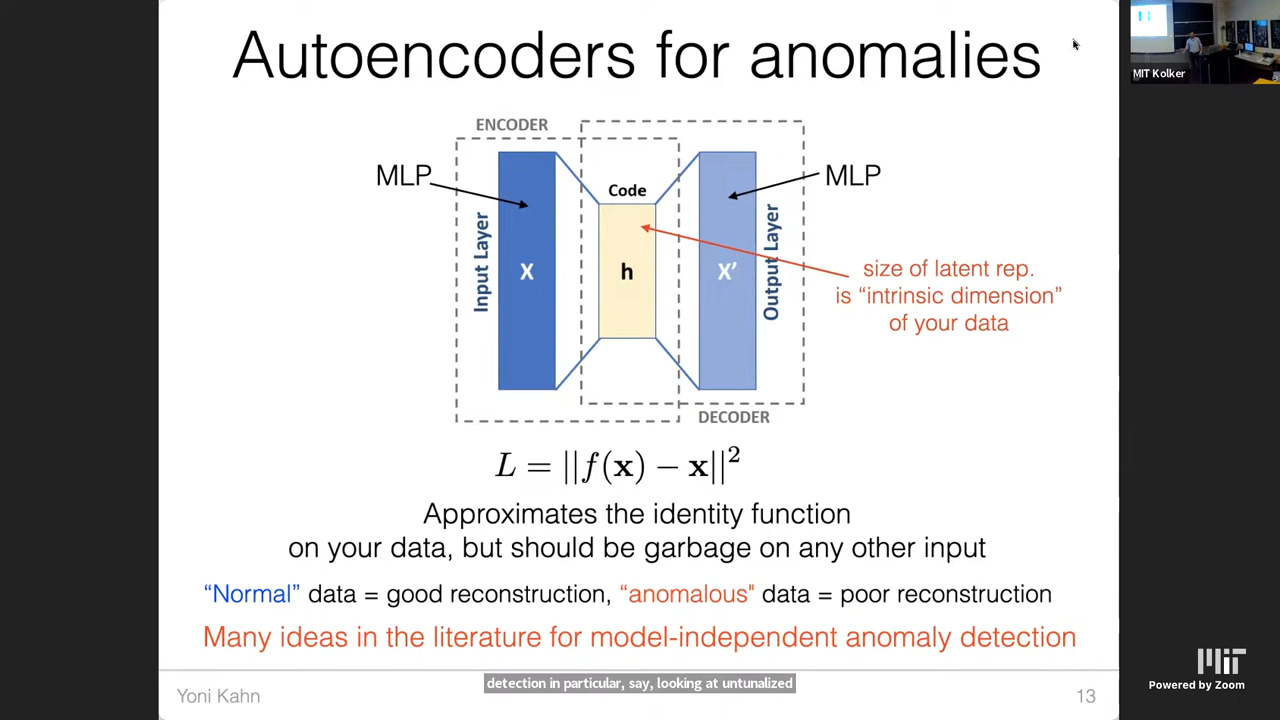 Autoencoders for anomalies
MIT Kolker
ENCODER
MLP
MLP
Code
Input Layer
X
h
X’
Output Layer
size of latent rep.
is “intrinsic dimension”
of your data
DECODER
L = ||f(x) − x||²
Approximates the identity function
on your data, but should be garbage on any other input
“Normal” data = good reconstruction, “anomalous" data = poor reconstruction
Many ideas in the literature for model-independent anomaly detection
detection in particular, say, looking at untunalized
Yoni Kahn
13
MIT
Powered by Zoom